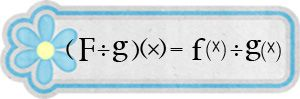 (F÷g)(x) = f(x)÷g(x)